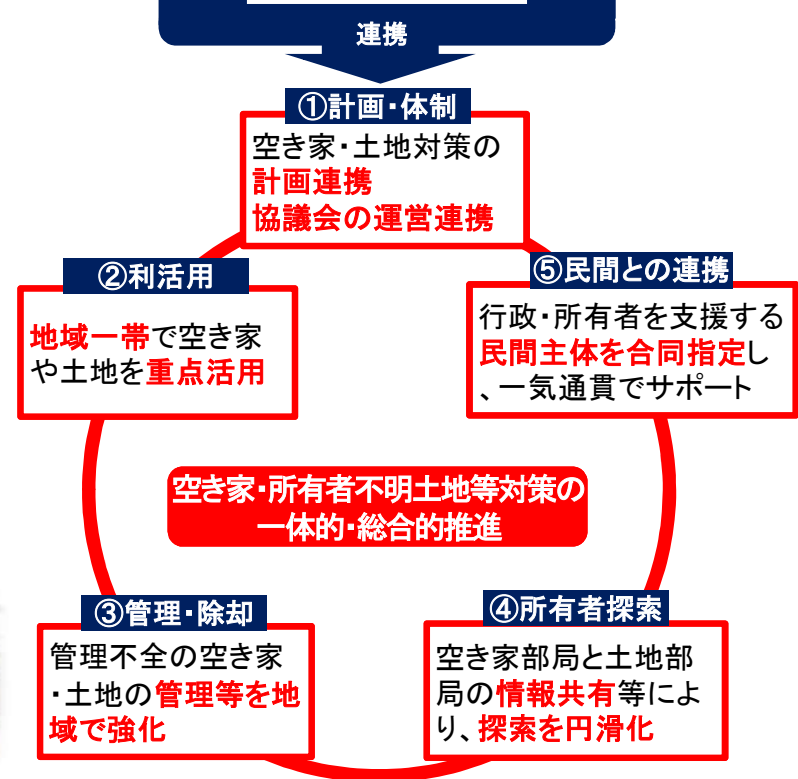 連携
①計画・体制
空き家・土地対策の
計画連携
協議会の運営連携
②利活用
地域一帯で空き家
や土地を重点活用
⑤民間との連携
行政・所有者を支援する
民間主体を合同指定し
、一気通貫でサポート
空き家・所有者不明土地等対策の
一体的・総合的推進
③管理・除却
管理不全の空き家
・土地の管理等を地
域で強化
④所有者探索
空き家部局と土地部
局の情報共有等によ
り、探索を円滑化